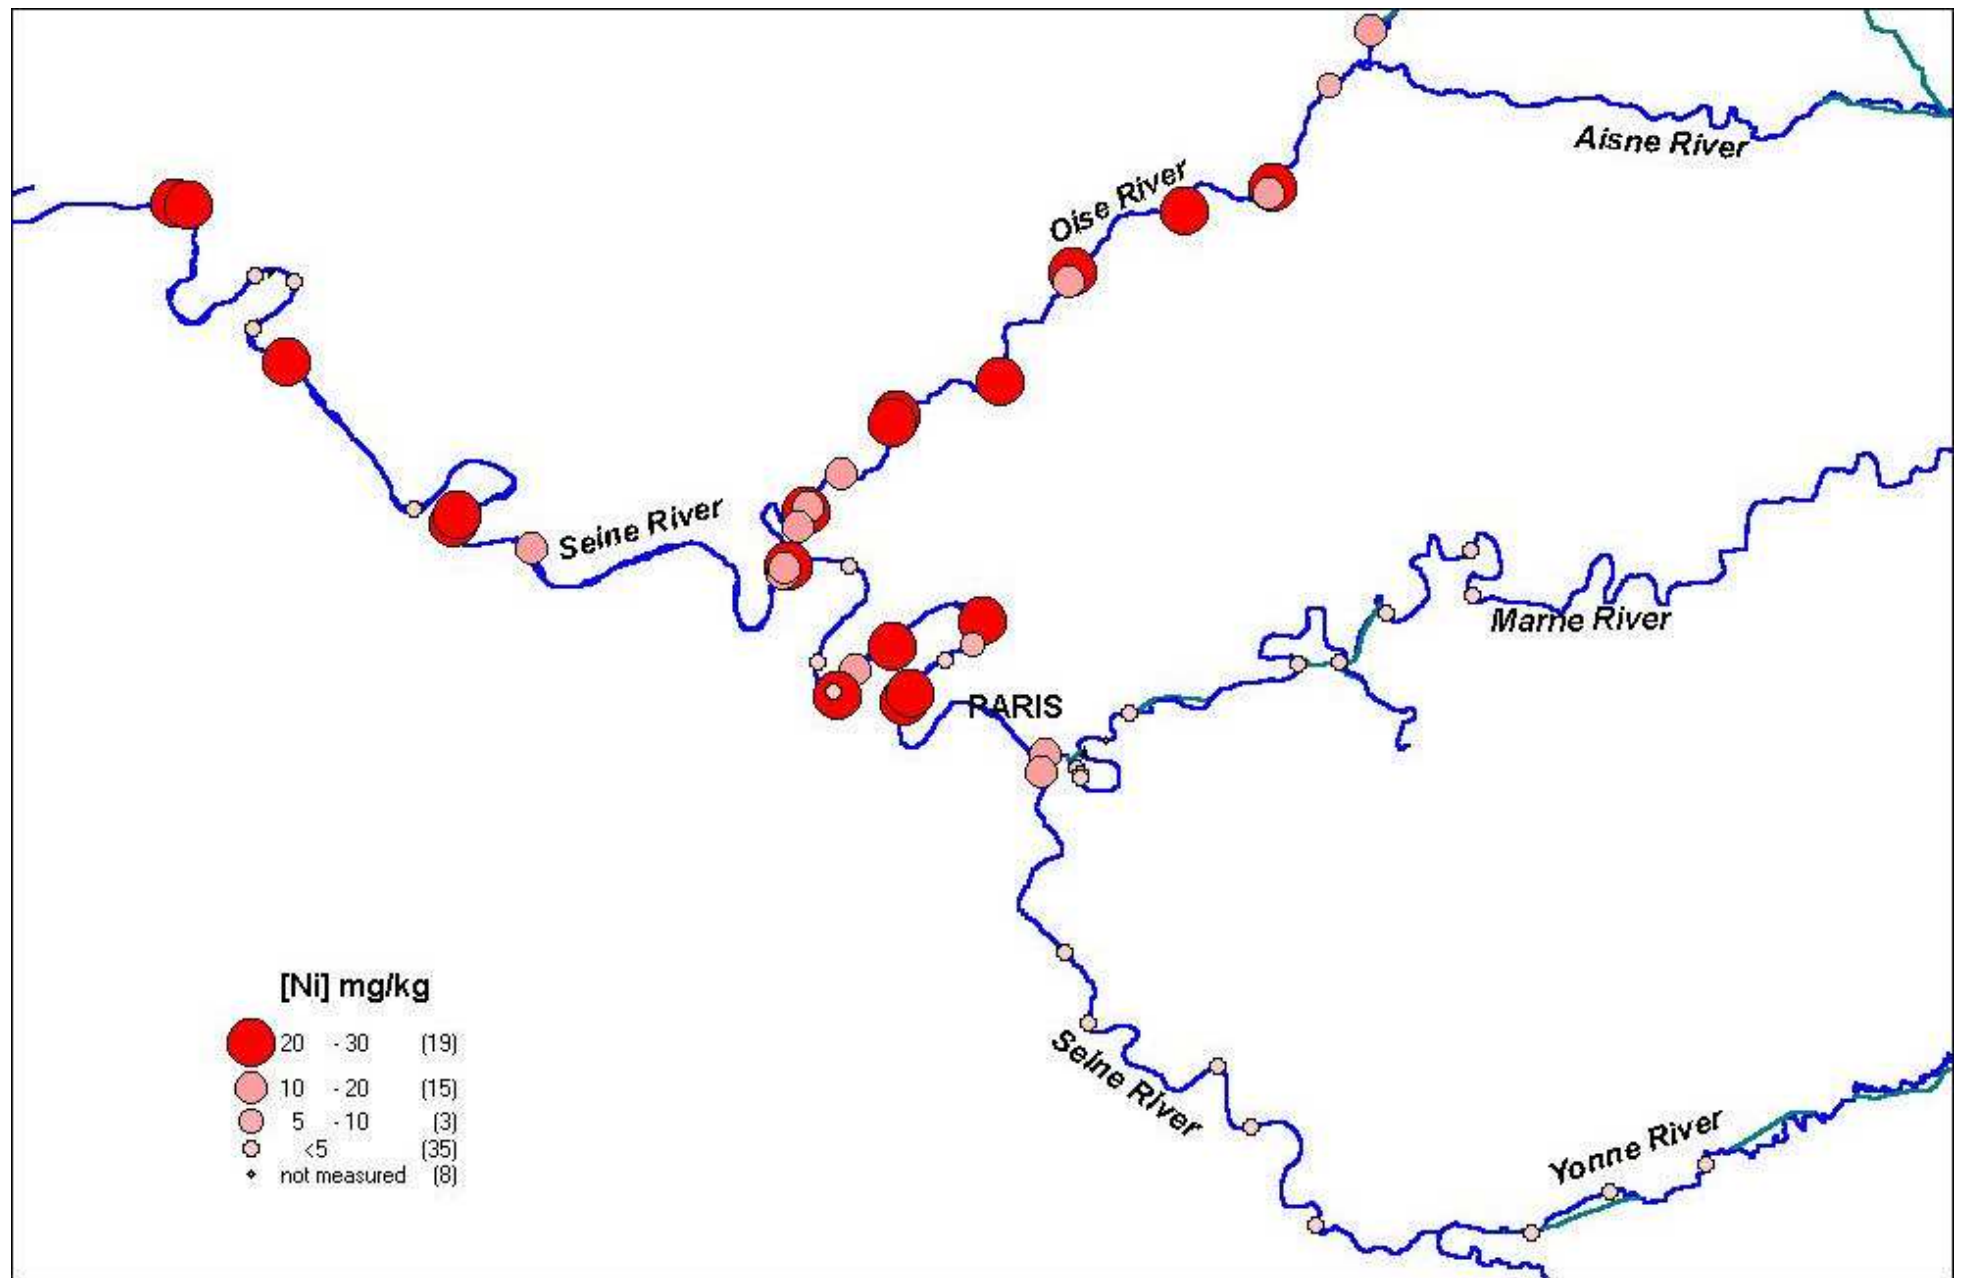 Aisne River
Oise River
Seine River
Marne River
PARIS
[Ni] mg/kg
20 - 30 (19)
10 - 20 (15)
5 - 10 (3)
<5 (35)
not measured (8)
Seine River
Yonne River